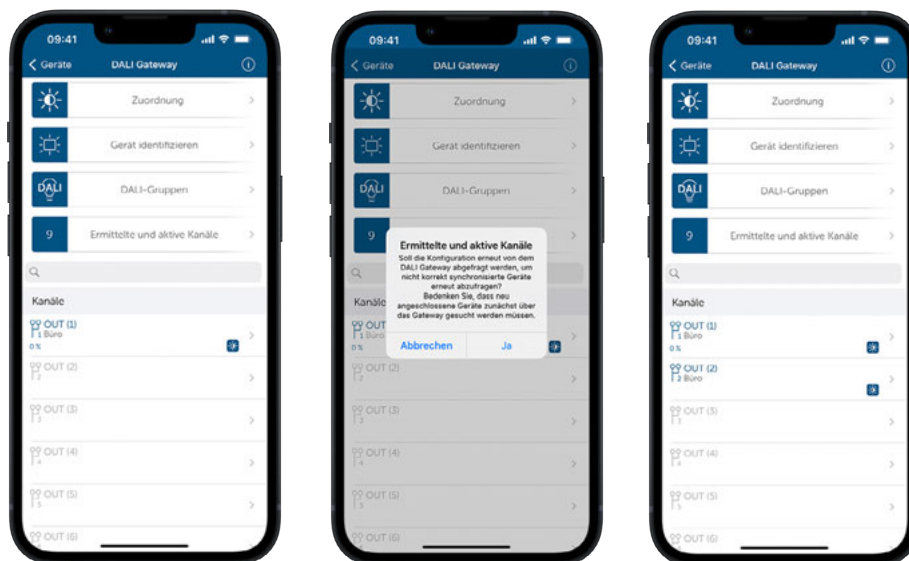 09:41
Geräte DALI Gateway
Zuordnung
Gerät identifizieren
DALI DALI-Gruppen
9 Ermittelte und aktive Kanäle
Kanäle
OUT (1)
1 Büro
0 %
OUT (2)
2
OUT (3)
3
OUT (4)
4
OUT (5)
5
OUT (6)
09:41
Geräte DALI Gateway
Zuordnung
Gerät identifizieren
DALI DALI-Gruppen
9
Ermittelte und aktive Kanäle
Soll die Konfiguration erneut von dem
DALI Gateway abgefragt werden, um
nicht korrekt synchronisierte Geräte
erneut abzufragen?
Bedenken Sie, dass neu
angeschlossene Geräte zunächst über
das Gateway gesucht werden müssen.
Abbrechen Ja
Kanäle
OUT
1 Büro
0 %
OUT (2)
2
OUT (3)
3
OUT (4)
4
OUT (5)
5
OUT (6)
09:41
Geräte DALI Gateway
Zuordnung
Gerät identifizieren
DALI DALI-Gruppen
9 Ermittelte und aktive Kanäle
Kanäle
OUT (1)
1 Büro
0 %
OUT (2)
2 Büro
OUT (3)
3
OUT (4)
4
OUT (5)
5
OUT (6)